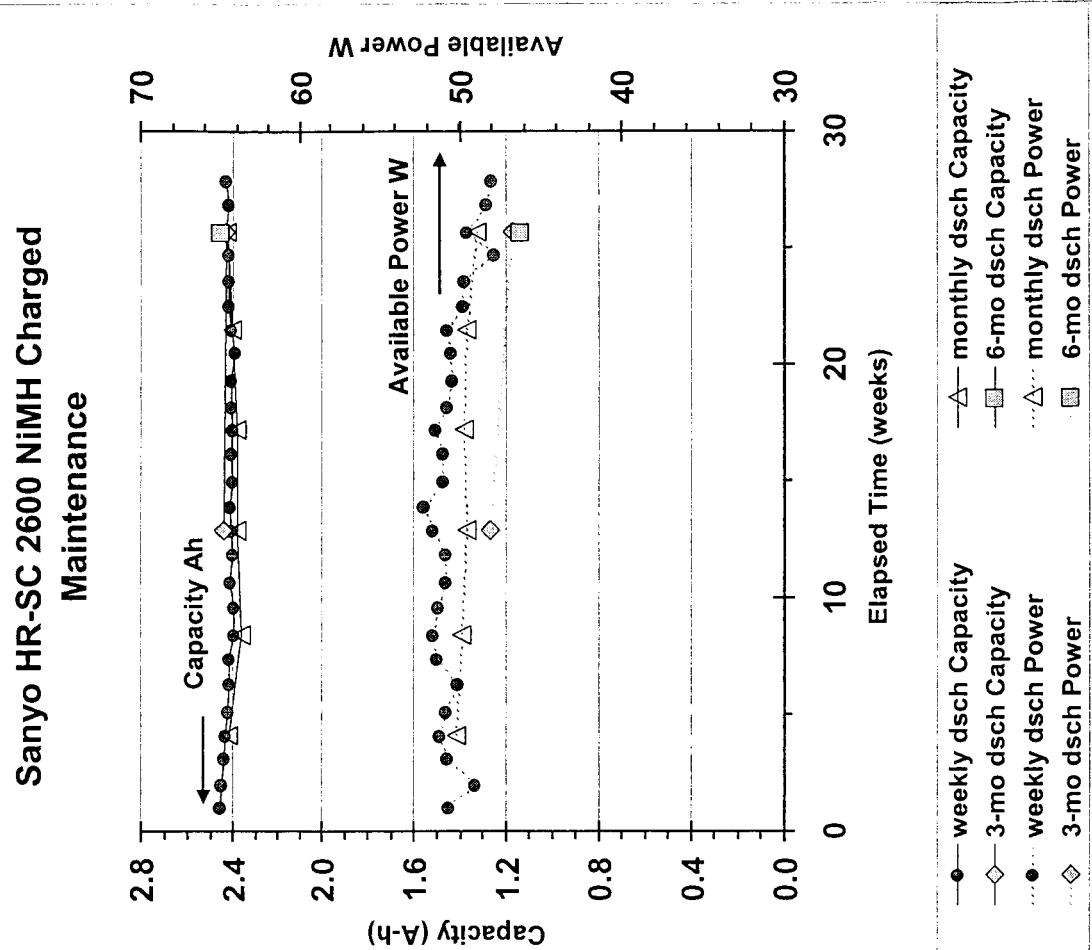 Sanyo HR-SC 2600 NiMH Charged
Maintenance
Capacity Ah
Available Power W
Capacity (A-h)
2.8
2.4
2.0
1.6
1.2
0.8
0.4
0.0
Available Power W
70
60
50
40
30
0
10
20
30
Elapsed Time (weeks)
weekly dsch Capacity
monthly dsch Capacity
3-mo dsch Capacity
6-mo dsch Capacity
weekly dsch Power
monthly dsch Power
3-mo dsch Power
6-mo dsch Power